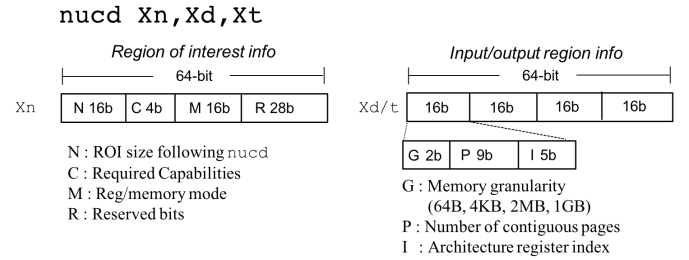 nucd Xn,Xd,Xt
Region of interest info
64-bit
Xn
N 16b
C 4b
M 16b
R 28b
N : ROI size following nucd
C : Required Capabilities
M : Reg/memory mode
R : Reserved bits
Input/output region info
64-bit
Xd/t
16b
16b
16b
16b
G 2b
P 9b
I 5b
G : Memory granularity
(64B, 4KB, 2MB, 1GB)
P : Number of contiguous pages
I : Architecture register index